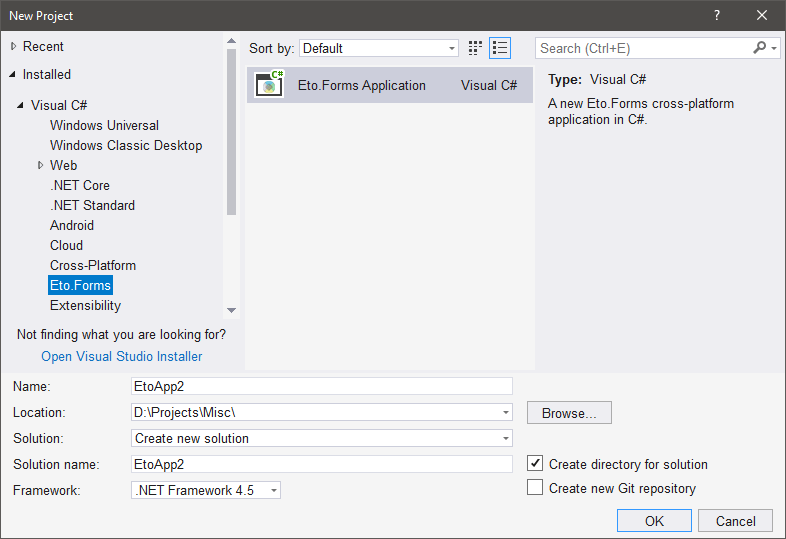 New Project
?
Recent
Installed
Visual C#
Windows Universal
Windows Classic Desktop
Web
.NET Core
.NET Standard
Android
Cloud
Cross-Platform
Eto.Forms
Extensibility
Not finding what you are looking for?
Open Visual Studio Installer
Sort by: Default
C# Eto.Forms Application Visual C#
Search (Ctrl+E)
Type: Visual C#
A new Eto.Forms cross-platform
application in C#.
Name: EtoApp2
Location: D:\Projects\Misc\ Browse...
Solution: Create new solution
Solution name: EtoApp2 Create directory for solution
Framework: .NET Framework 4.5 Create new Git repository
OK Cancel